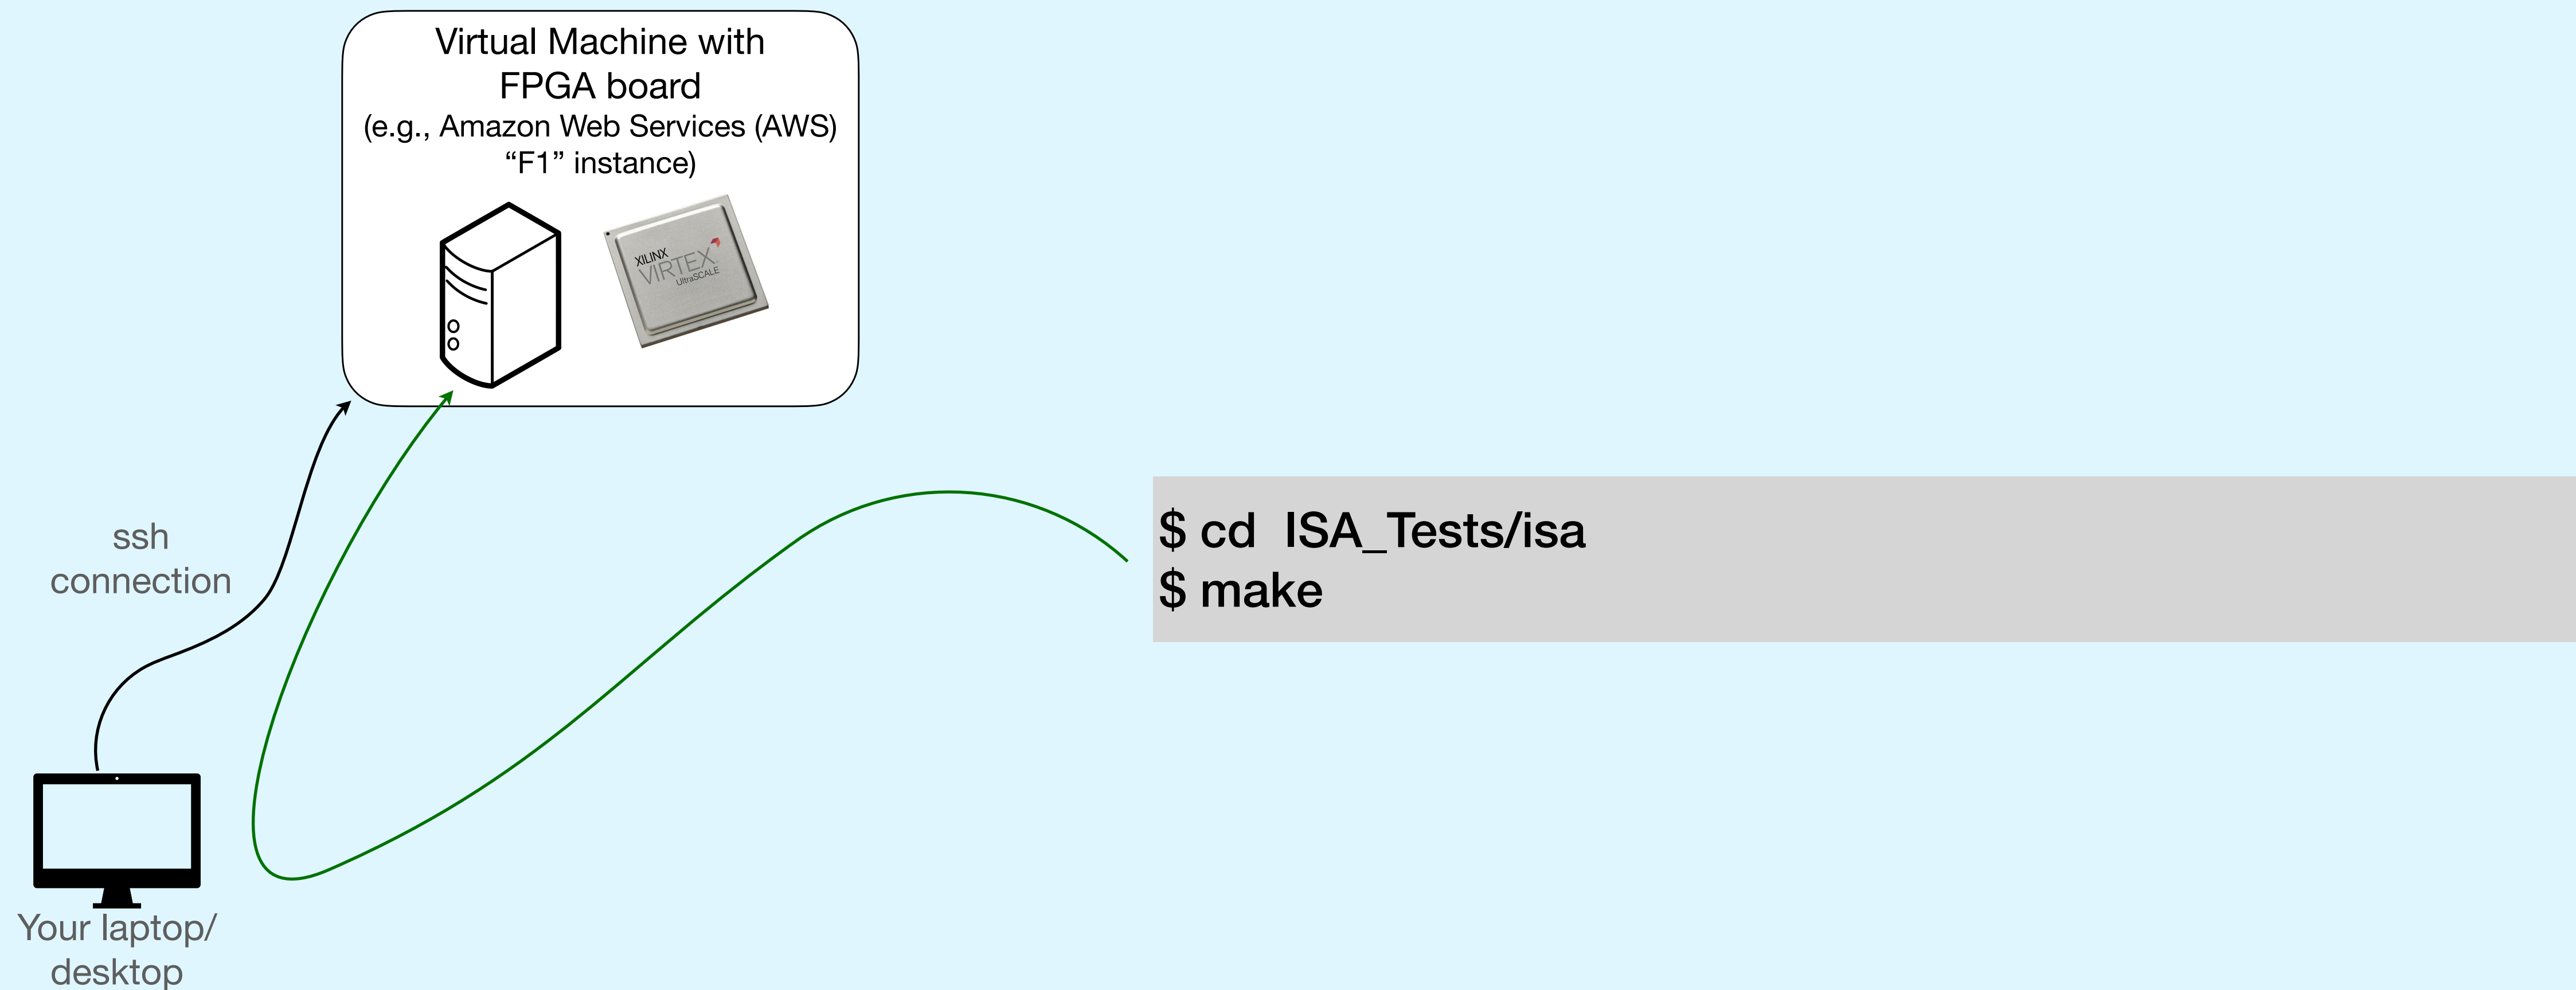 Virtual Machine with
FPGA board
(e.g., Amazon Web Services (AWS)
“F1” instance)
XILINX
VIRTEX
UltraSCALE
ssh
connection
$ cd  ISA_Tests/isa
$ make
Your laptop/
desktop